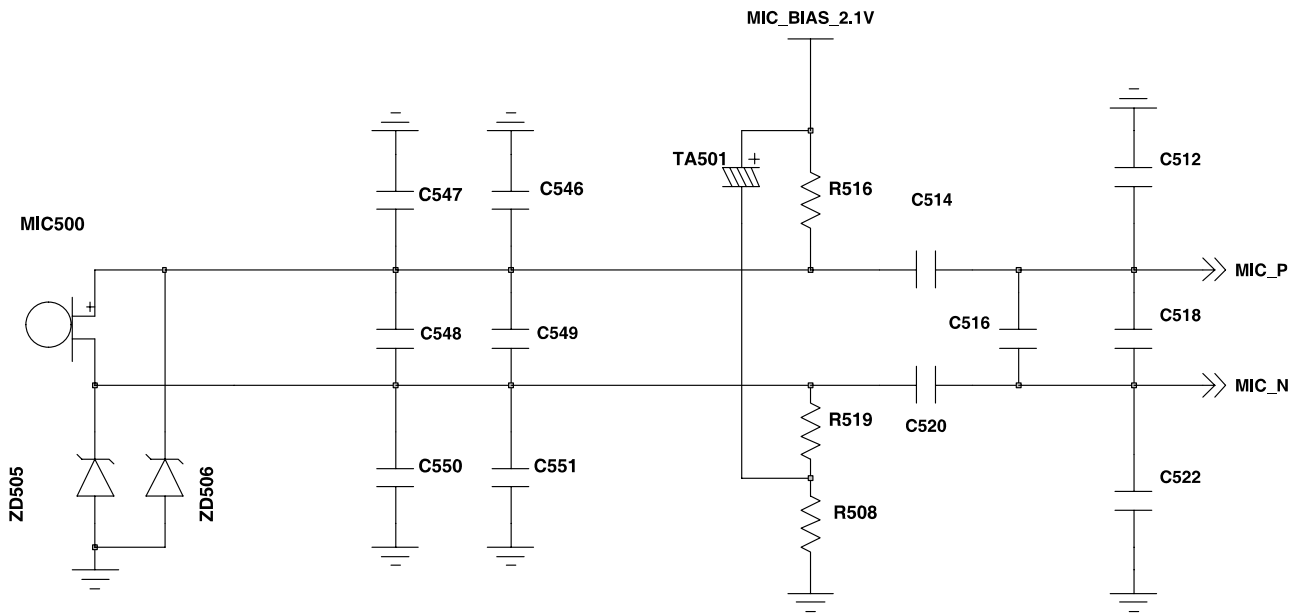 MIC_BIAS_2.1V
TA501
+
C512
C547
C546
R516
C514
MIC500
MIC_P
+
C548
C549
C516
C518
MIC_N
R519
C520
ZD505
ZD506
C550
C551
C522
R508